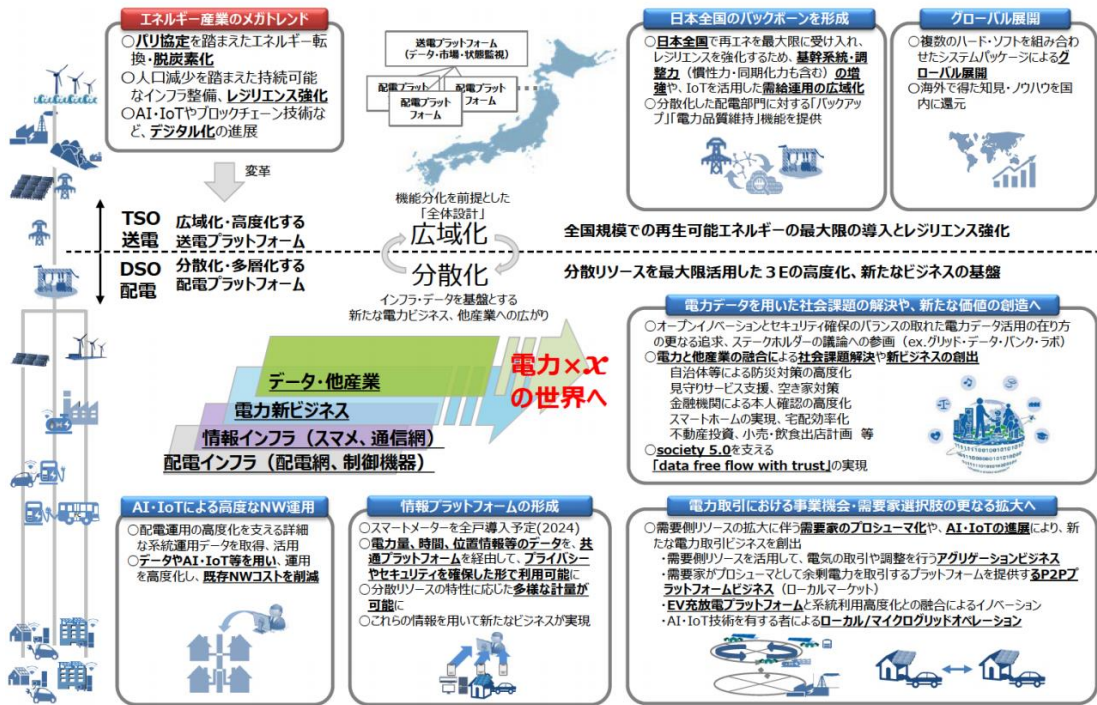 エネルギー産業のメガトレンド
○パリ協定を踏まえたエネルギー転
換・脱炭素化
○人口減少を踏まえた持続可能
なインフラ整備、レジリエンス強化
○AI・IoTやブロックチェーン技術な
ど、デジタル化の進展
変革
送電プラットフォーム
(データ・市場・状態監視)
配電プラット
フォーム
配電プラット
フォーム
配電プラット
フォーム
日本全国のバックボーンを形成
○日本全国で再エネを最大限に受け入れ、
レジリエンスを強化するため、基幹系統・調
整力（慣性力・同期化力も含む）の増
強や、IoTを活用した需給運用の広域化
○分散化した配電部門に対する「バックアッ
プ」「電力品質維持」機能を提供
グローバル展開
○複数のハード・ソフトを組み合わ
せたシステムパッケージによるグ
ローバル展開
○海外で得た知見・ノウハウを国
内に還元
TSO
送電
広域化・高度化する
送電プラットフォーム
機能分化を前提とした
「全体設計」
広域化
全国規模での再生可能エネルギーの最大限の導入とレジリエンス強化
DSO
配電
分散化・多層化する
配電プラットフォーム
分散化
分散リソースを最大限活用した３Eの高度化、新たなビジネスの基盤
インフラ・データを基盤とする
新たな電力ビジネス、他産業への広がり
データ・他産業
電力新ビジネス
情報インフラ（スマメ、通信網）
配電インフラ（配電網、制御機器）
電力×x
の世界へ
電力データを用いた社会課題の解決や、新たな価値の創造へ
○オープンイノベーションとセキュリティ確保のバランスの取れた電力データ活用の在り方
の更なる追求、ステークホルダーの議論への参画（ex.グリッド・データ・バンク・ラボ）
○電力と他産業の融合による社会課題解決や新ビジネスの創出
自治体等による防災対策の高度化
見守りサービス支援、空き家対策
金融機関による本人確認の高度化
スマートホームの実現、宅配効率化
不動産投資、小売・飲食出店計画 等
○society 5.0を支える
「data free flow with trust」の実現
AI・IoTによる高度なNW運用
○配電運用の高度化を支える詳細
な系統運用データを取得、活用
○データやAI・IoT等を用い、運用
を高度化し、既存NWコストを削減
情報プラットフォームの形成
○スマートメーターを全戸導入予定(2024)
○電力量、時間、位置情報等のデータを、共
通プラットフォームを経由して、プライバシー
やセキュリティを確保した形で利用可能に
○分散リソースの特性に応じた多様な計量が
可能に
○これらの情報を用いて新たなビジネスが実現
電力取引における事業機会・需要家選択肢の更なる拡大へ
○需要側リソースの拡大に伴う需要家のプロシューマ化や、AI・IoTの進展により、新
たな電力取引ビジネスを創出
・需要側リソースを活用して、電気の取引や調整を行うアグリゲーションビジネス
・需要家がプロシューマとして余剰電力を取引するプラットフォームを提供するP2Pプ
ラットフォームビジネス（ローカルマーケット）
・EV充放電プラットフォームと系統利用高度化との融合によるイノベーション
・AI・IoT技術を有する者によるローカル/マイクログリッドオペレーション